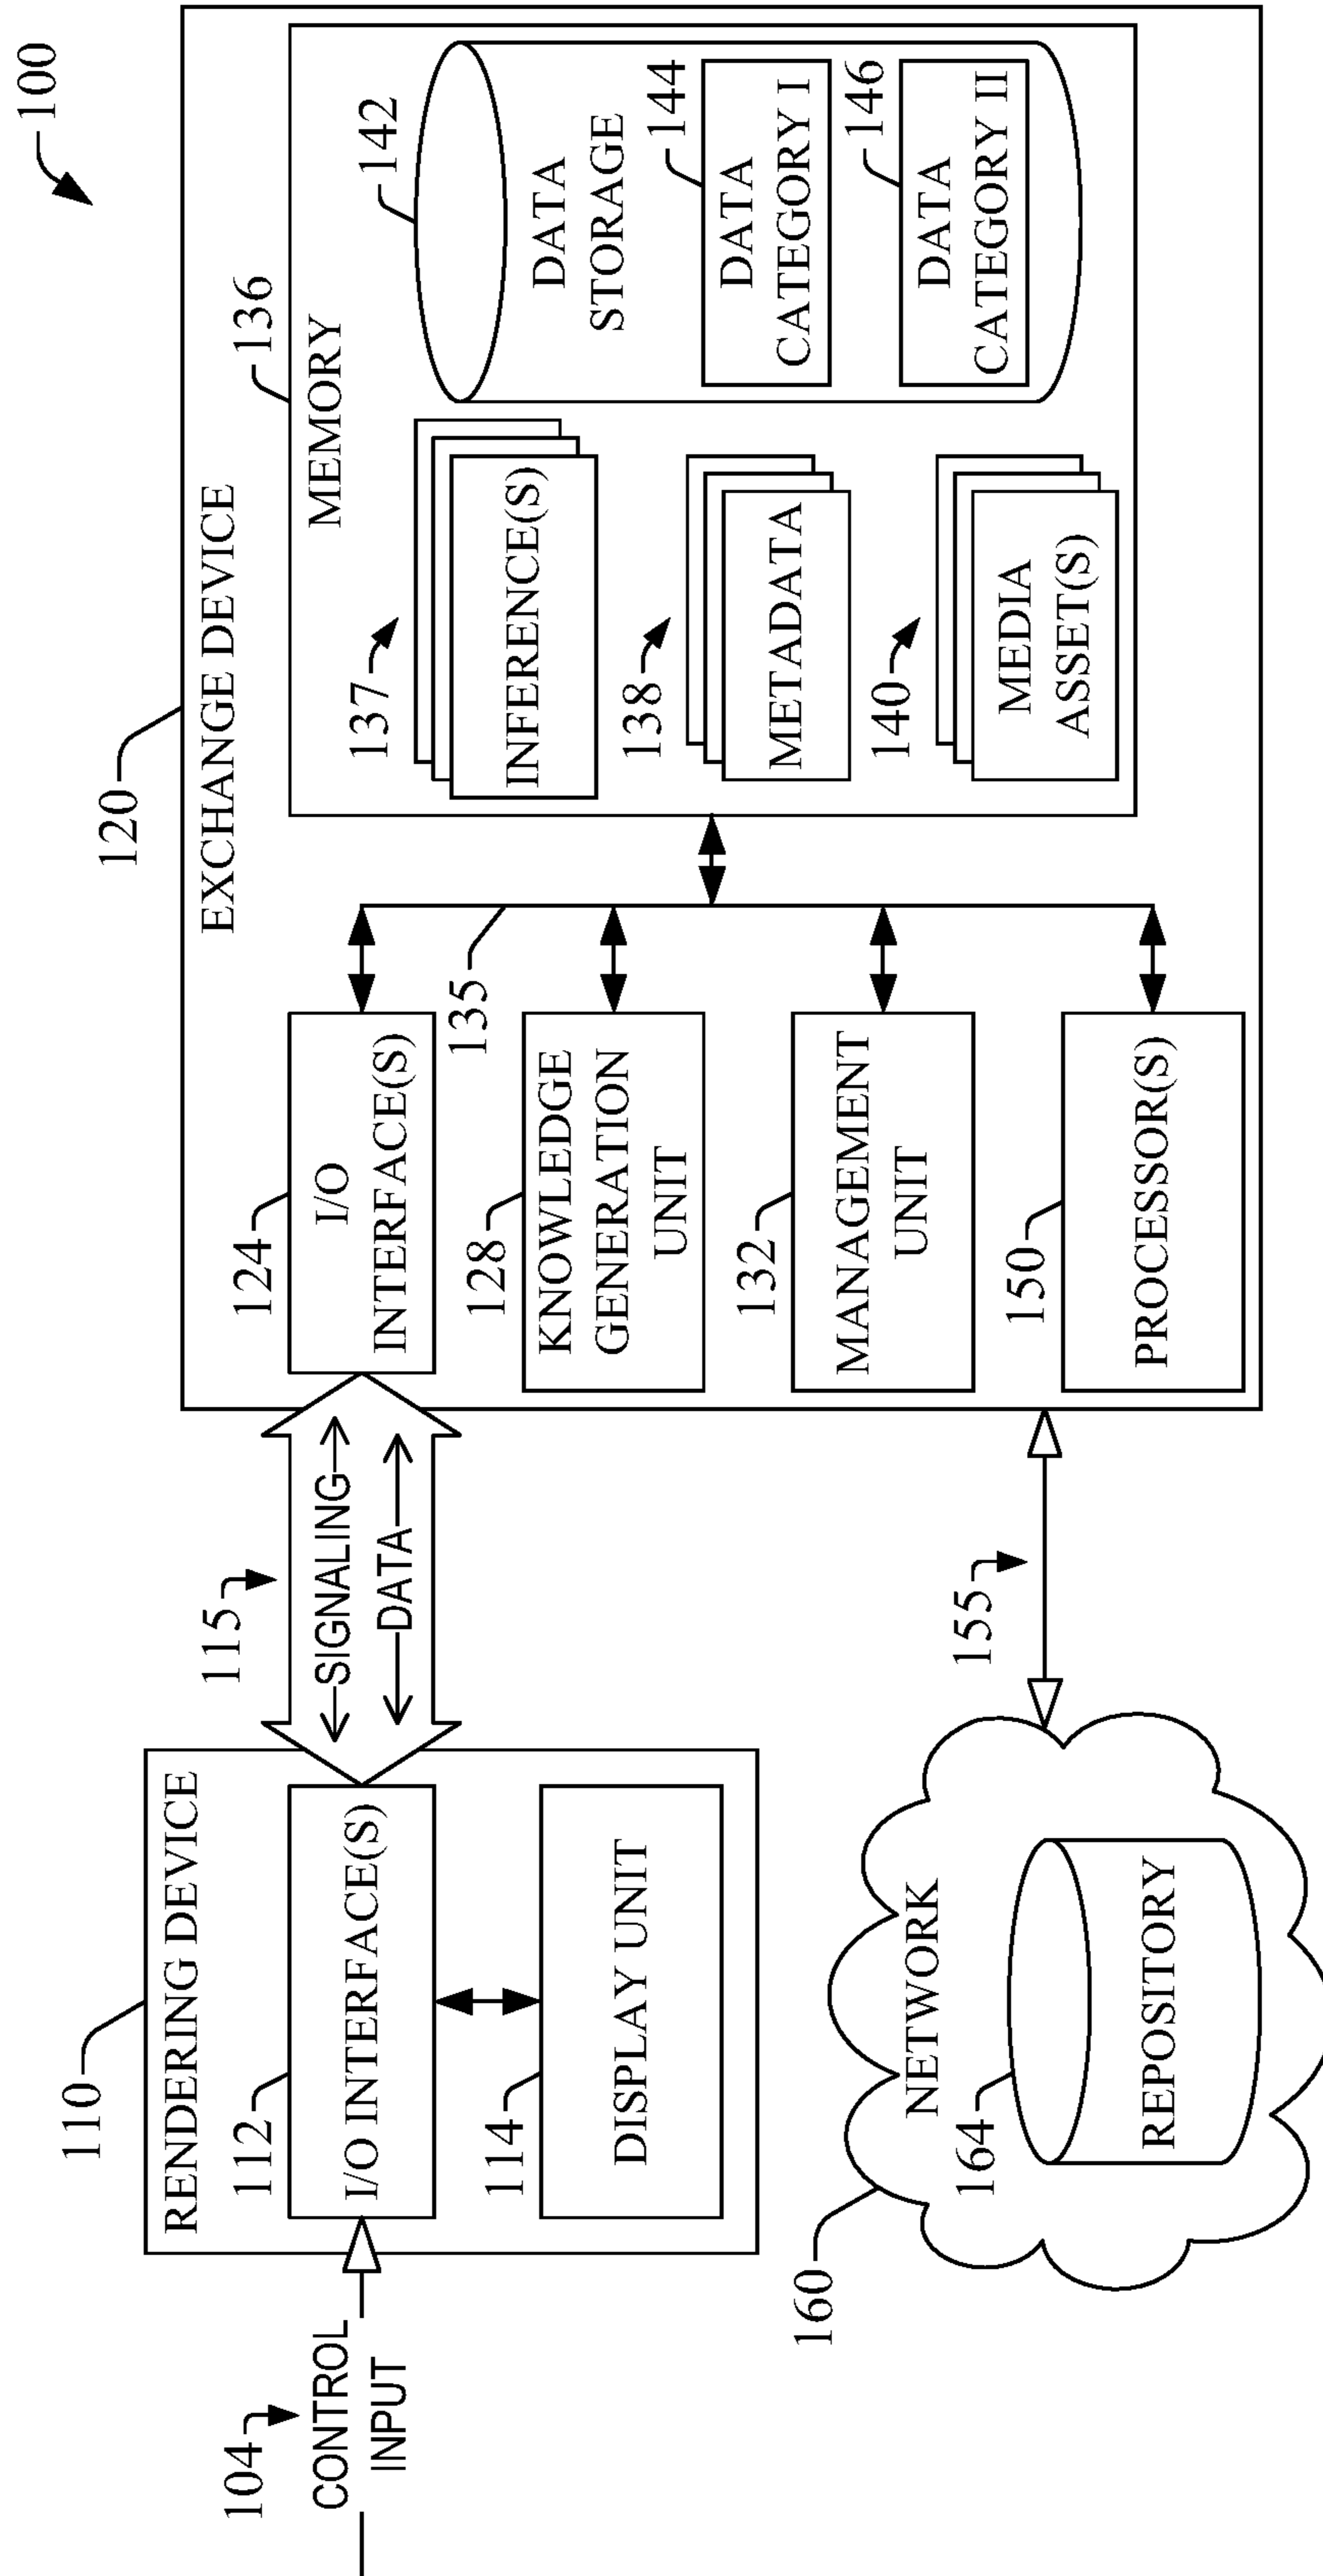 100
120
EXCHANGE DEVICE
136
MEMORY
137
INFERENCE(S)
138
METADATA
140
MEDIA
ASSET(S)
142
DATA
STORAGE
144
DATA
CATEGORY I
146
DATA
CATEGORY II
124
I/O
INTERFACE(S)
135
128
KNOWLEDGE
GENERATION
UNIT
132
MANAGEMENT
UNIT
150
PROCESSOR(S)
115
SIGNALING
DATA
155
110
RENDERING DEVICE
112
I/O INTERFACE(S)
114
DISPLAY UNIT
104
CONTROL
INPUT
160
NETWORK
164
REPOSITORY